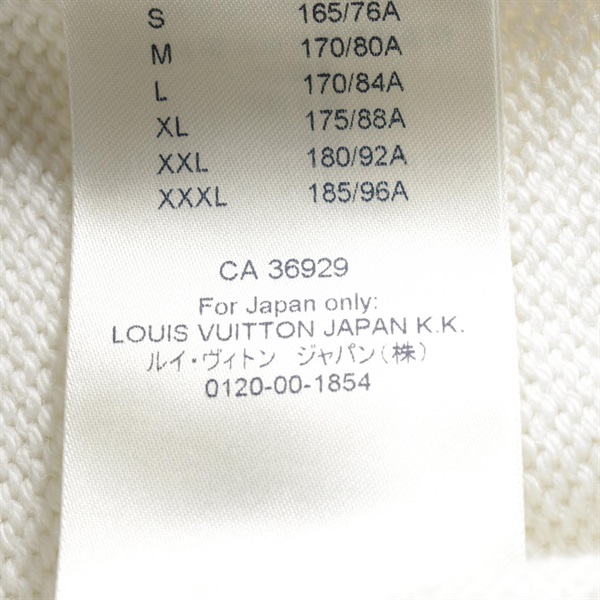 S 165/76A
M 170/80A
L 170/84A
XL 175/88A
XXL 180/92A
XXXL 185/96A
CA 36929
For Japan only:
LOUIS VUITTON JAPAN K.K.
ルイ・ヴィトン　ジャパン(株)
0120-00-1854